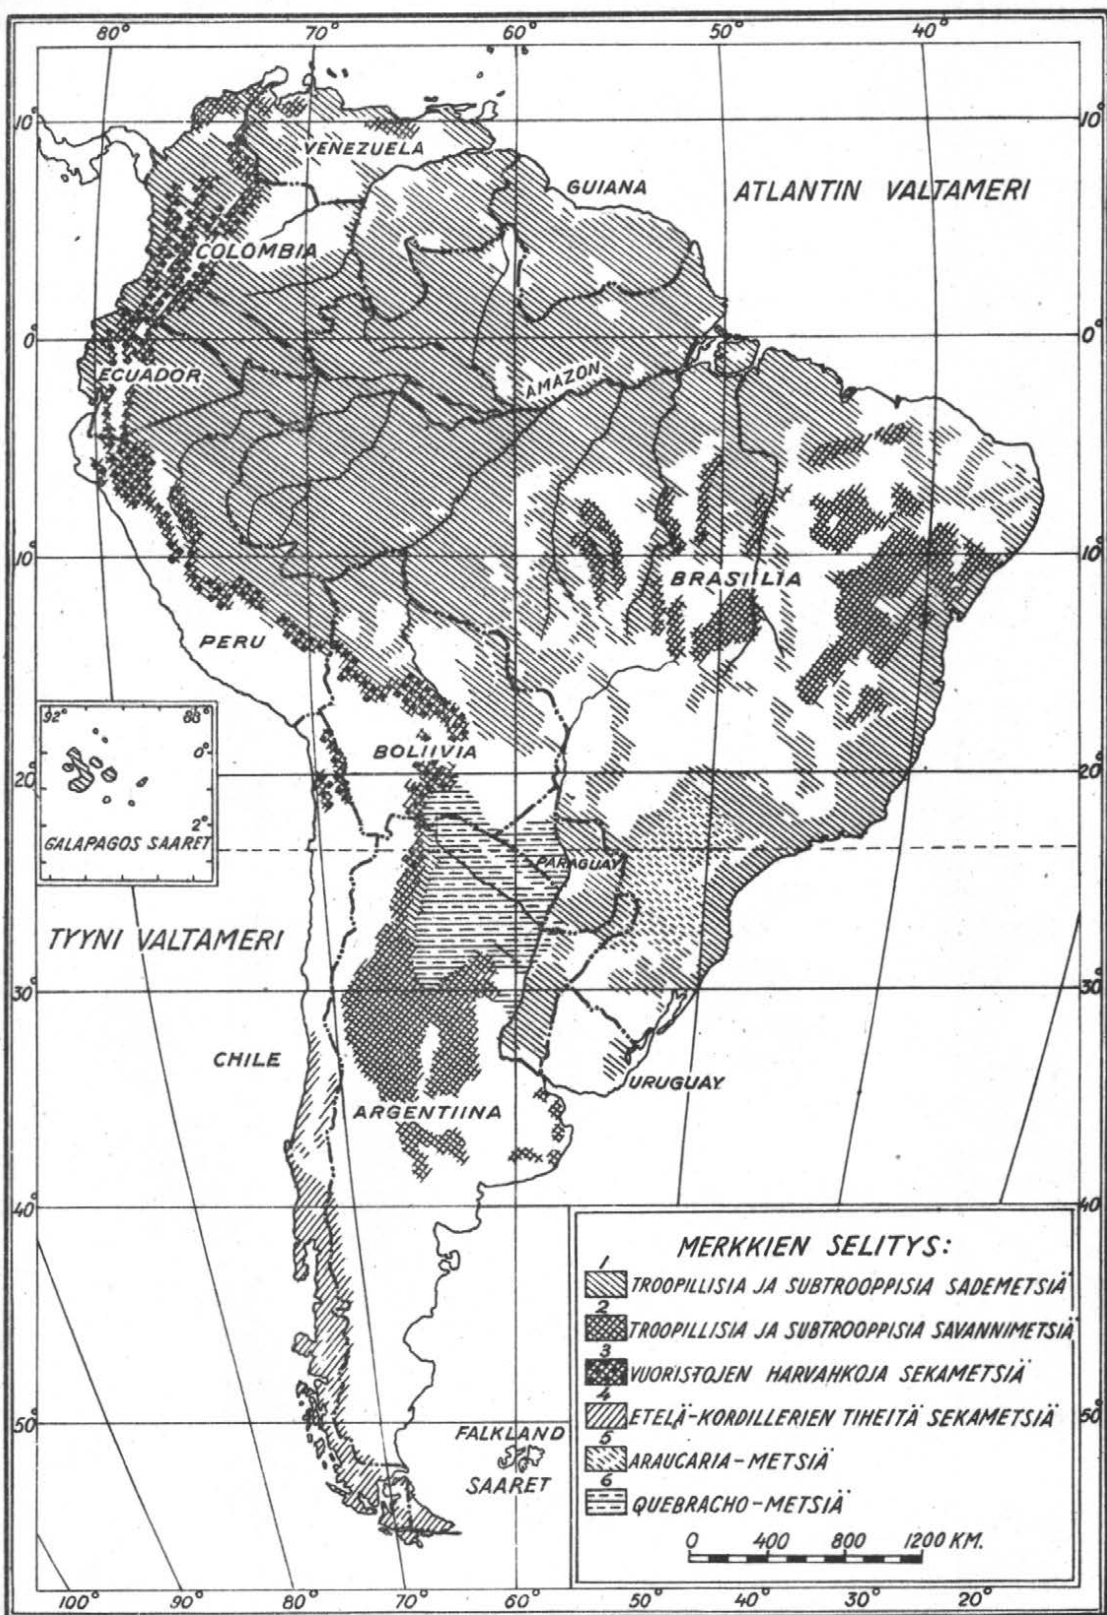 80° 70° 60° 50° 40°
10° 10°
VENEZUELA
GUIANA
ATLANTIN VALTAMERI
COLOMBIA
0° 0°
ECUADOR
AMAZON
10° 10°
BRASIILIA
PERU
92° 88°
0°
BOLIIVIA
20° 20°
2°
GALAPAGOS SAARET
PARAGUAY
TYYNI VALTAMERI
30° 30°
CHILE
URUGUAY
ARGENTIINA
40° 40°
MERKKIEN SELITYS:
1
TROOPILLISIA JA SUBTROOPPISIA SADEMETSIÄ
2
TROOPILLISIA JA SUBTROOPPISIA SAVANNIMETSIÄ
3
VUORISTOJEN HARVAHKOJA SEKAMETSIÄ
4
ETELÄ-KORDILLERIEN TIHEITÄ SEKAMETSIÄ
50° 50°
FALKLAND
SAARET
5
ARAUCARIA-METSIÄ
6
QUEBRACHO-METSIÄ
0 400 800 1200 KM.
100° 90° 80° 70° 60° 50° 40° 30° 20°